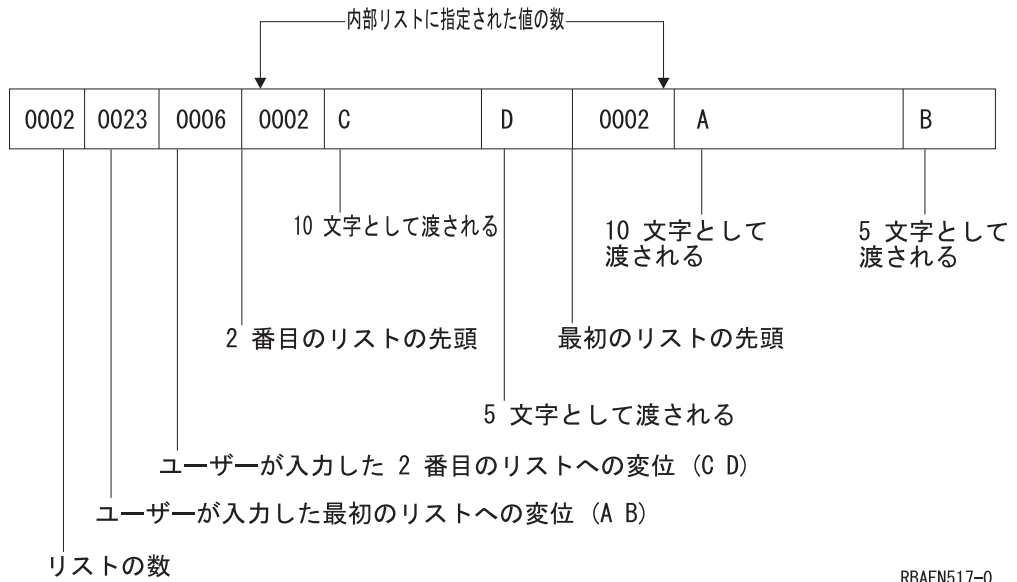 内部リストに指定された値の数
0002 0023 0006 0002 C D 0002 A B
10 文字として渡される
10 文字として
渡される
5 文字として
渡される
2 番目のリストの先頭
最初のリストの先頭
5 文字として渡される
ユーザーが入力した 2 番目のリストへの変位 (C D)
ユーザーが入力した最初のリストへの変位 (A B)
リストの数
RBAFN517-0